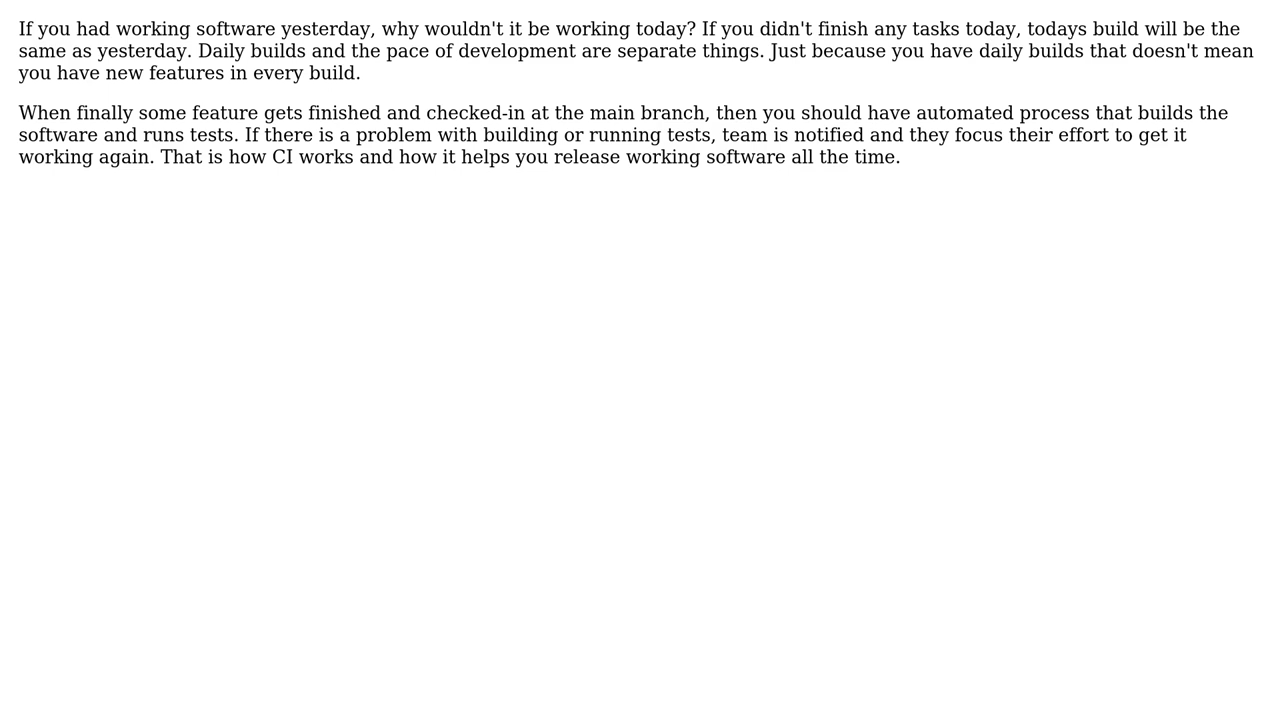 If you had working software yesterday, why wouldn't it be working today? If you didn't finish any tasks today, todays build will be the
same as yesterday. Daily builds and the pace of development are separate things. Just because you have daily builds that doesn't mean
you have new features in every build.
When finally some feature gets finished and checked-in at the main branch, then you should have automated process that builds the
software and runs tests. If there is a problem with building or running tests, team is notified and they focus their effort to get it
working again. That is how CI works and how it helps you release working software all the time.